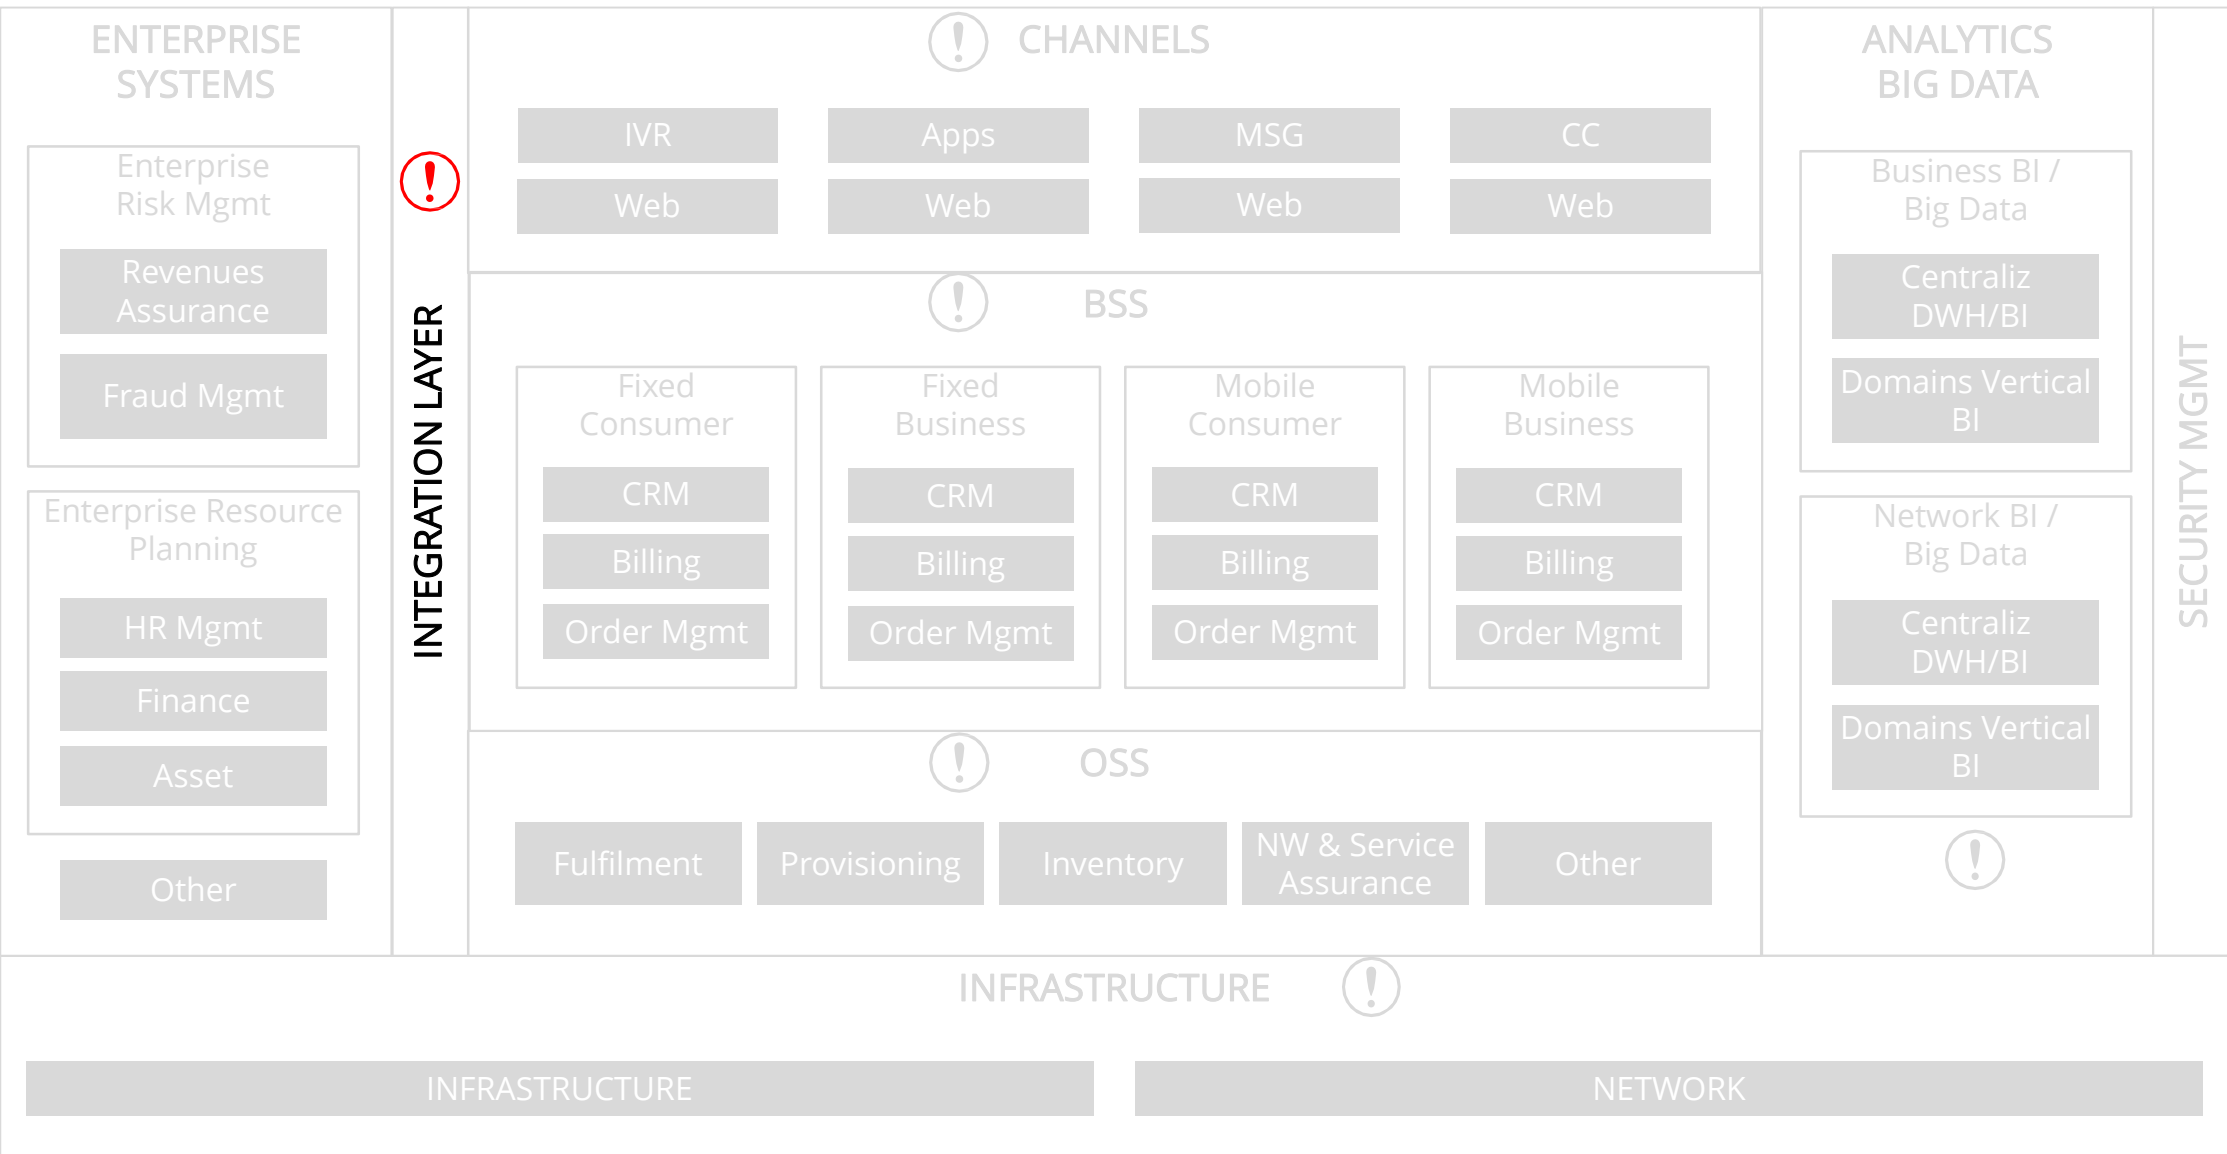 ENTERPRISE
SYSTEMS
Enterprise
Risk Mgmt
Revenues
Assurance
Fraud Mgmt
Enterprise Resource
Planning
HR Mgmt
Finance
Asset
Other
INTEGRATION LAYER
CHANNELS
IVR
Apps
MSG
CC
Web
Web
Web
Web
BSS
Fixed
Consumer
CRM
Billing
Order Mgmt
Fixed
Business
CRM
Billing
Order Mgmt
Mobile
Consumer
CRM
Billing
Order Mgmt
Mobile
Business
CRM
Billing
Order Mgmt
OSS
Fulfilment
Provisioning
Inventory
NW & Service
Assurance
Other
ANALYTICS
BIG DATA
Business BI /
Big Data
Centraliz
DWH/BI
Domains Vertical
BI
Network BI /
Big Data
Centraliz
DWH/BI
Domains Vertical
BI
SECURITY MGMT
INFRASTRUCTURE
INFRASTRUCTURE
NETWORK